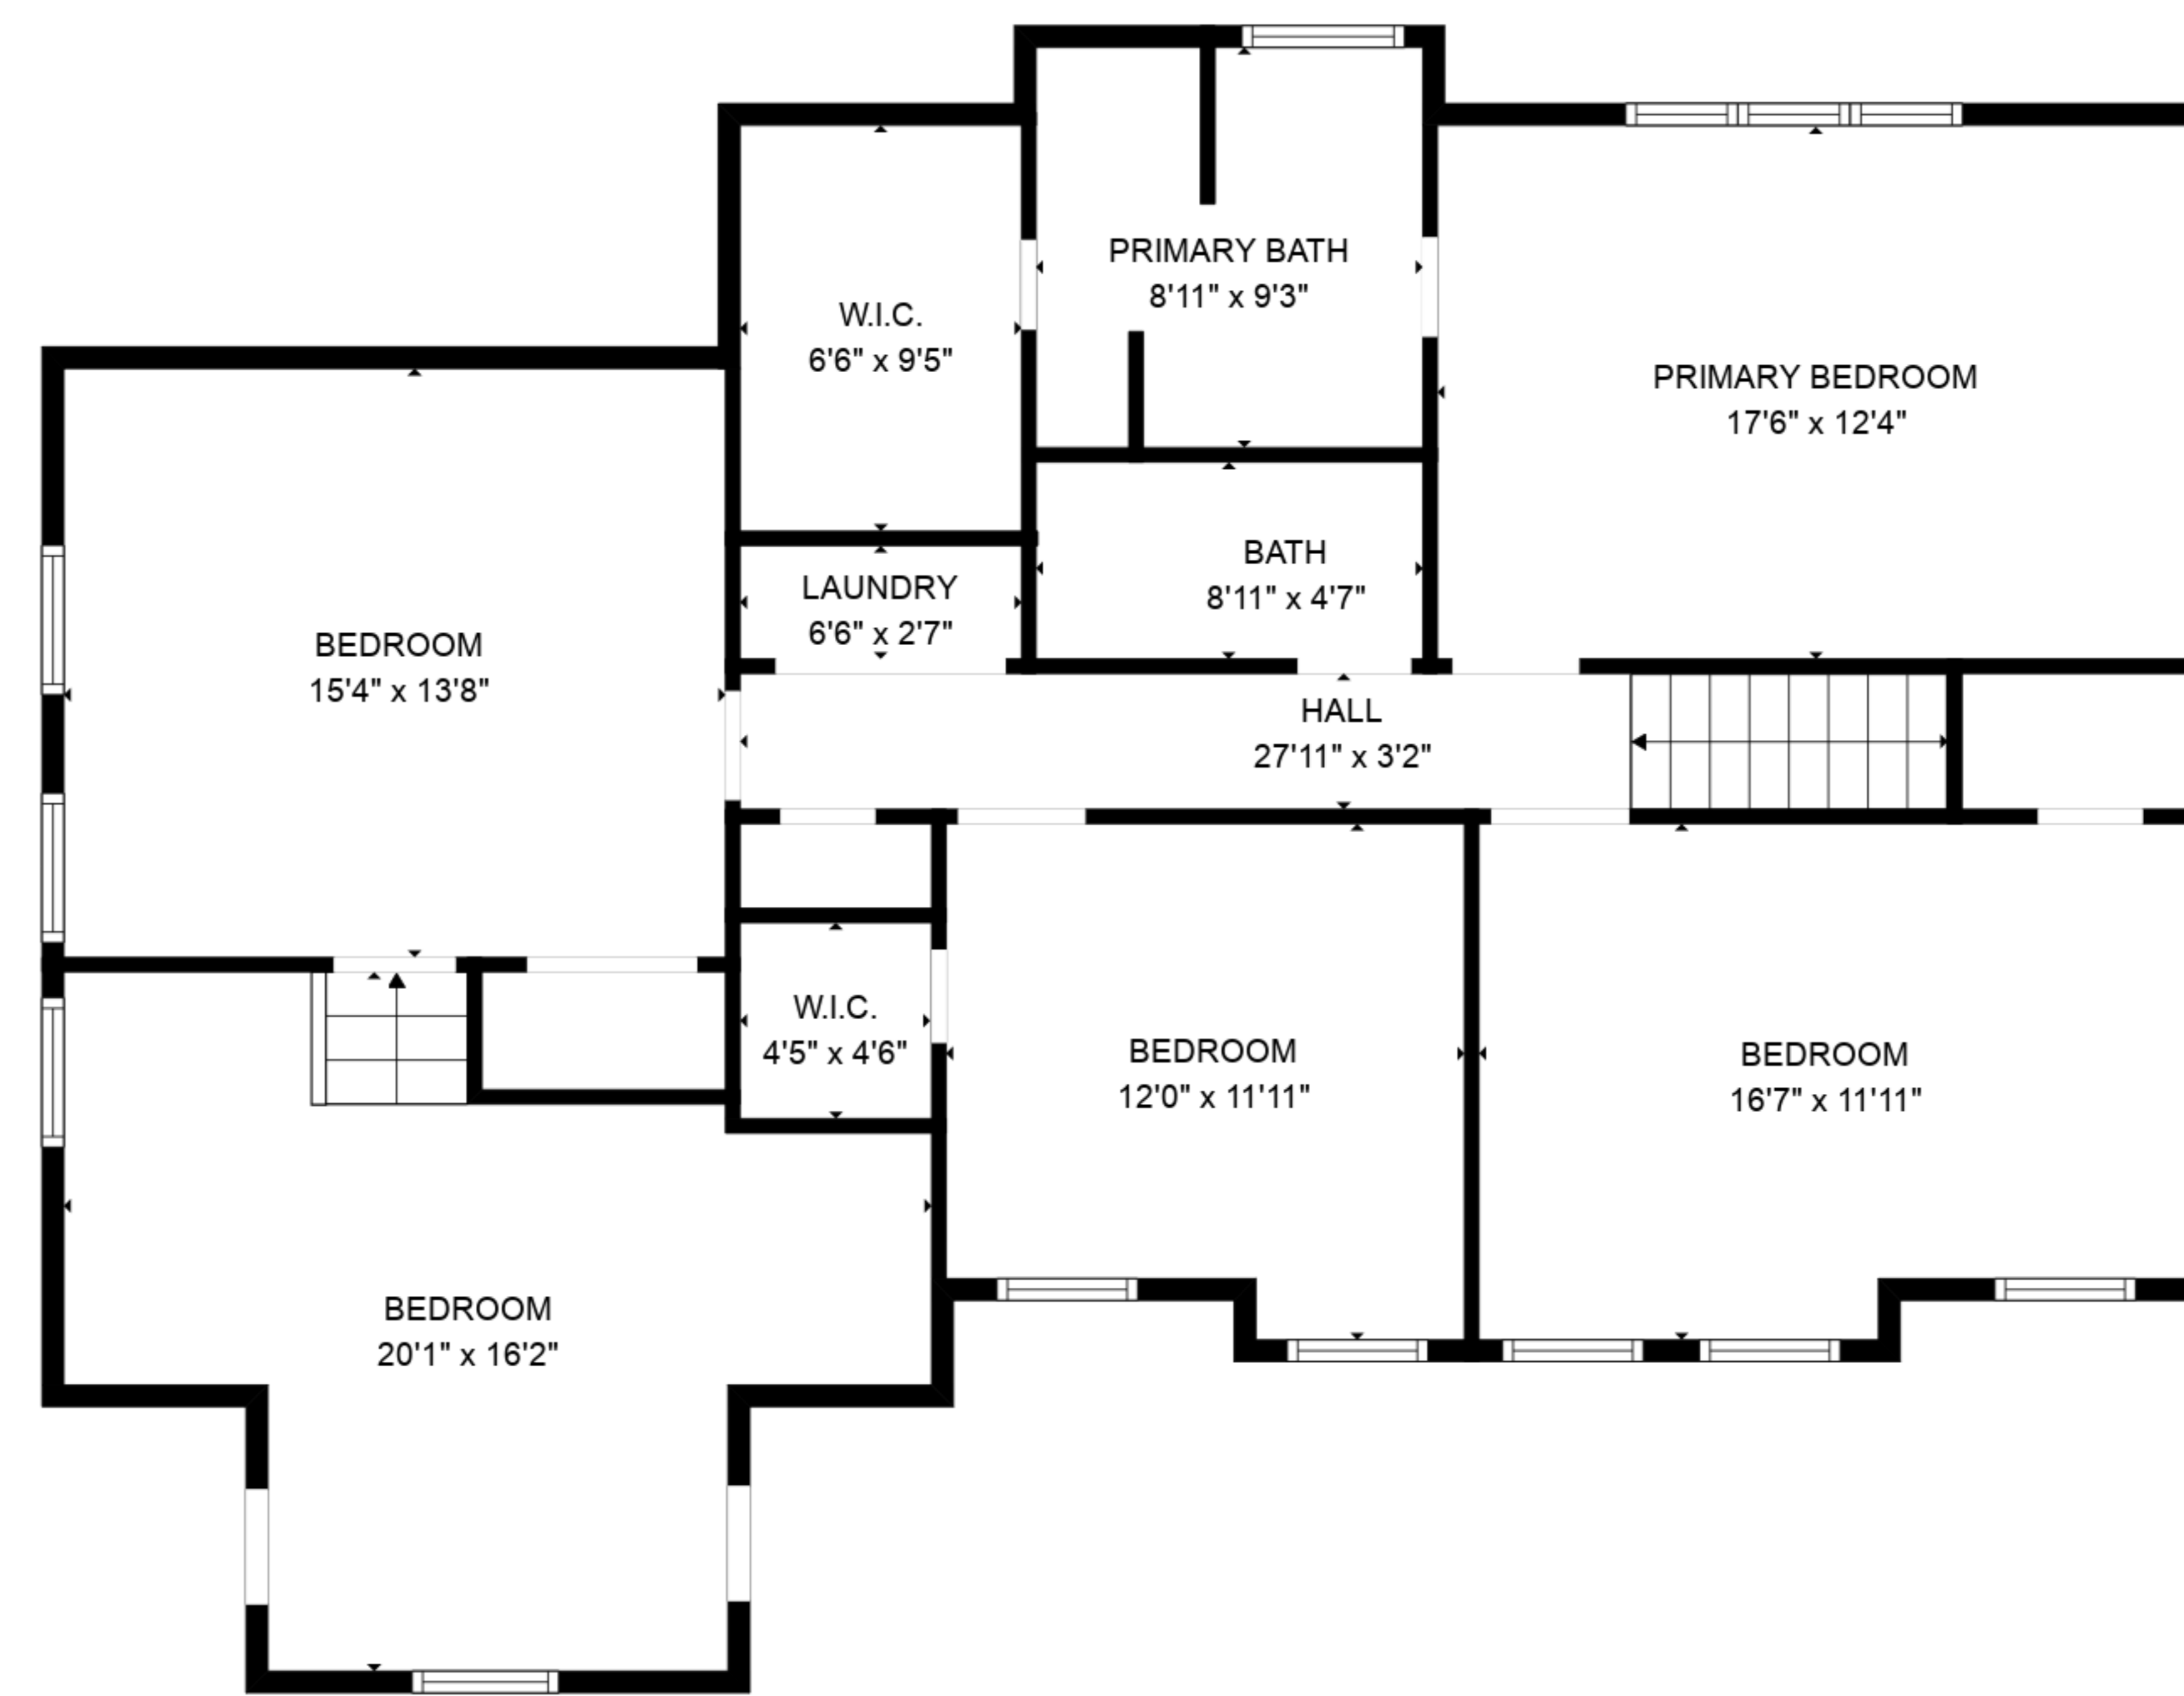 PRIMARY BATH
8'11" x 9'3"
W.I.C.
6'6" x 9'5"
PRIMARY BEDROOM
17'6" x 12'4"
BATH
8'11" x 4'7"
LAUNDRY
6'6" x 2'7"
BEDROOM
15'4" x 13'8"
HALL
27'11" x 3'2"
W.I.C.
4'5" x 4'6"
BEDROOM
12'0" x 11'11"
BEDROOM
16'7" x 11'11"
BEDROOM
20'1" x 16'2"